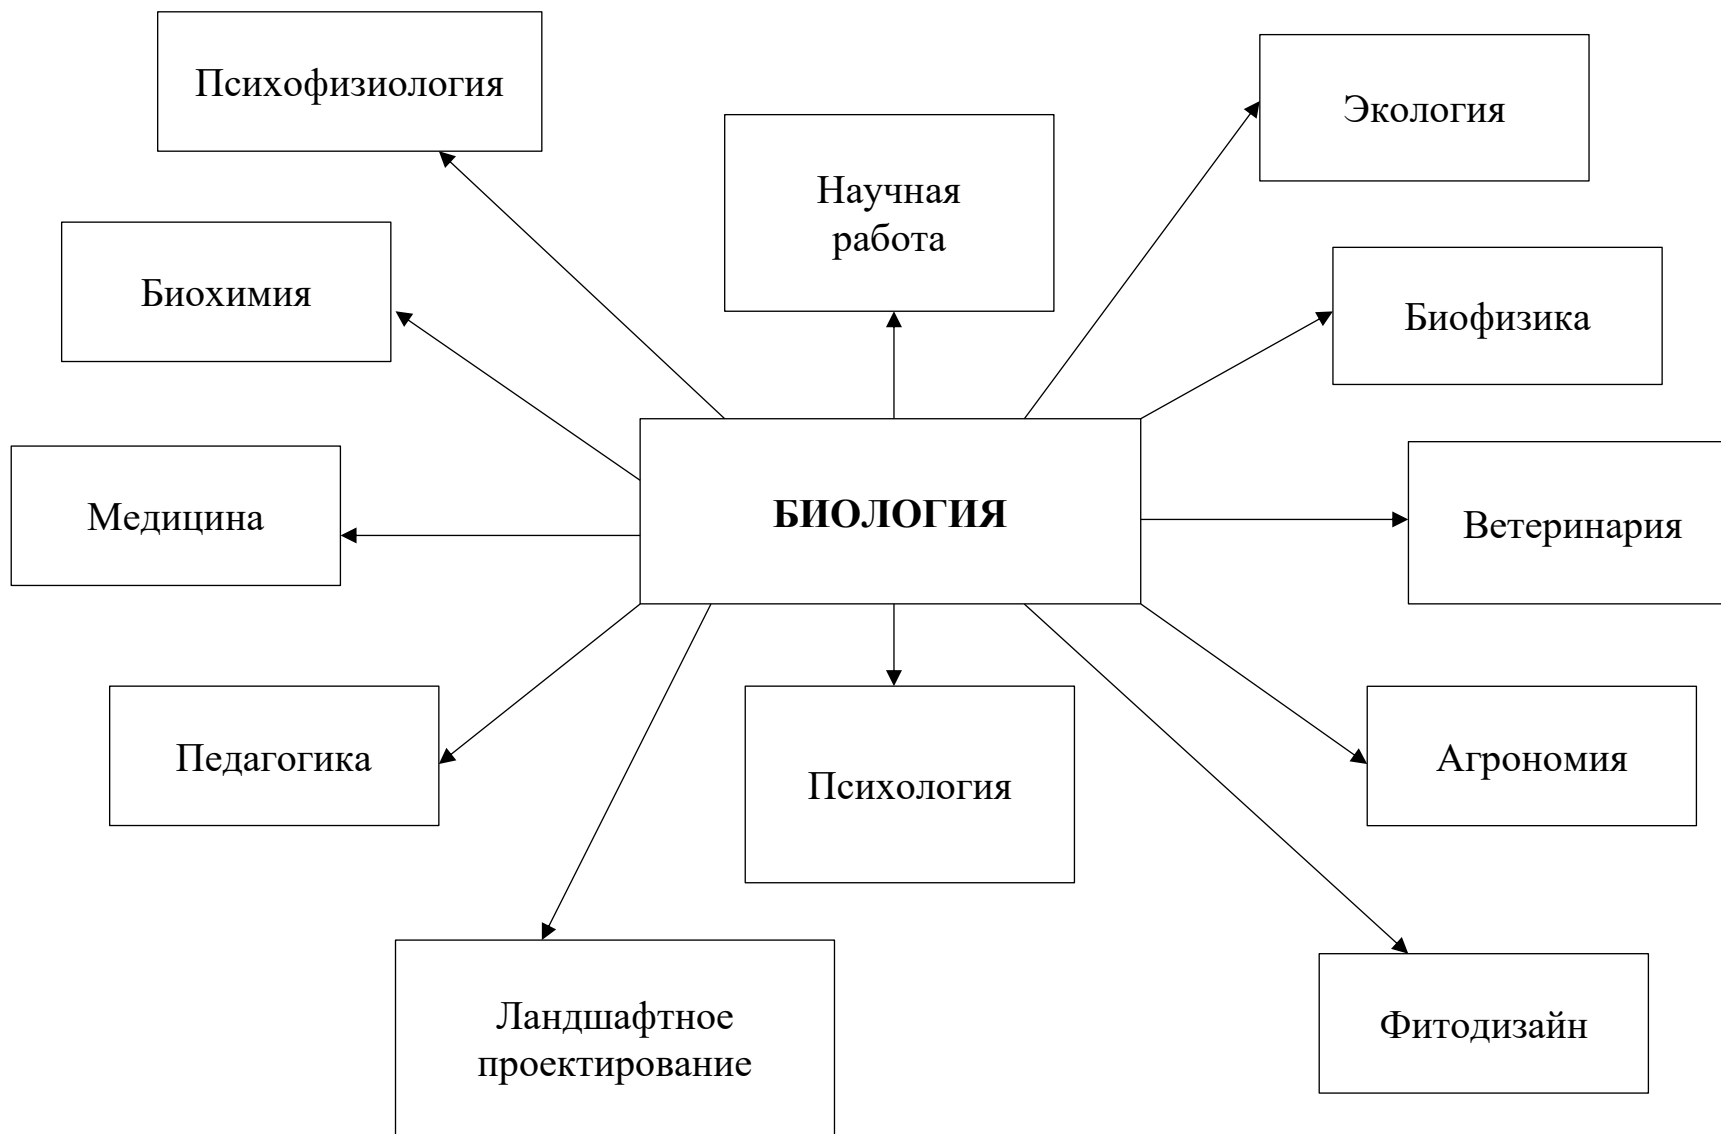 Психофизиология
Экология
Научная
работа
Биохимия
Биофизика
Медицина
БИОЛОГИЯ
Ветеринария
Педагогика
Психология
Агрономия
Ландшафтное
проектирование
Фитодизайн